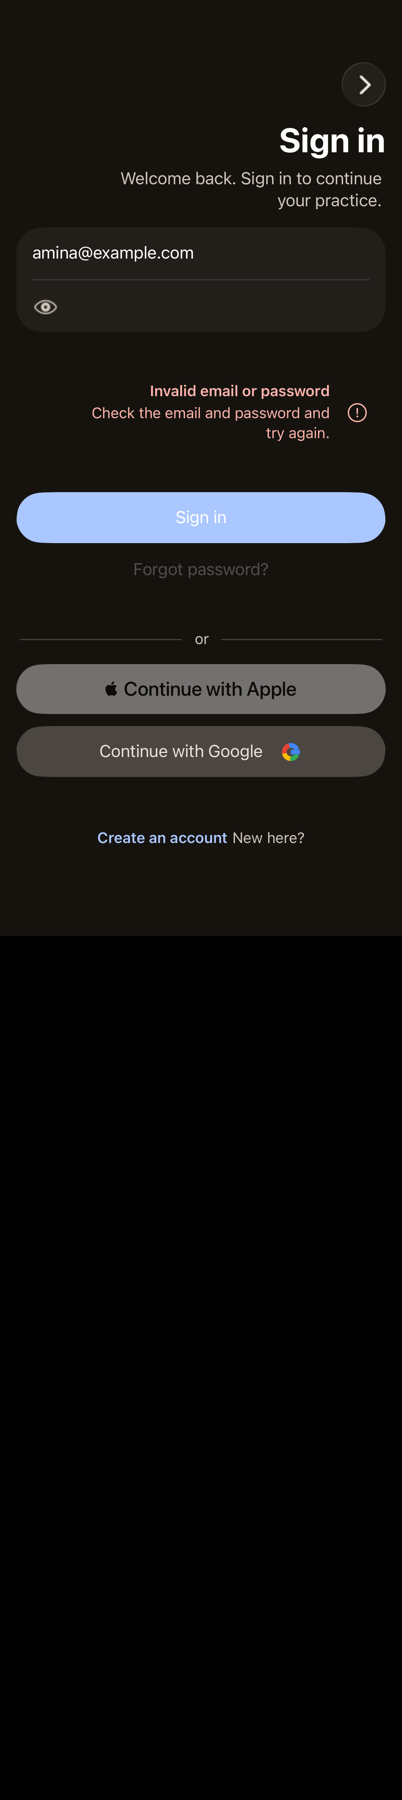 Sign in
Welcome back. Sign in to continue
your practice.
amina@example.com
Invalid email or password
Check the email and password and
try again.
Sign in
Forgot password?
or
Continue with Apple
Continue with Google
Create an account New here?